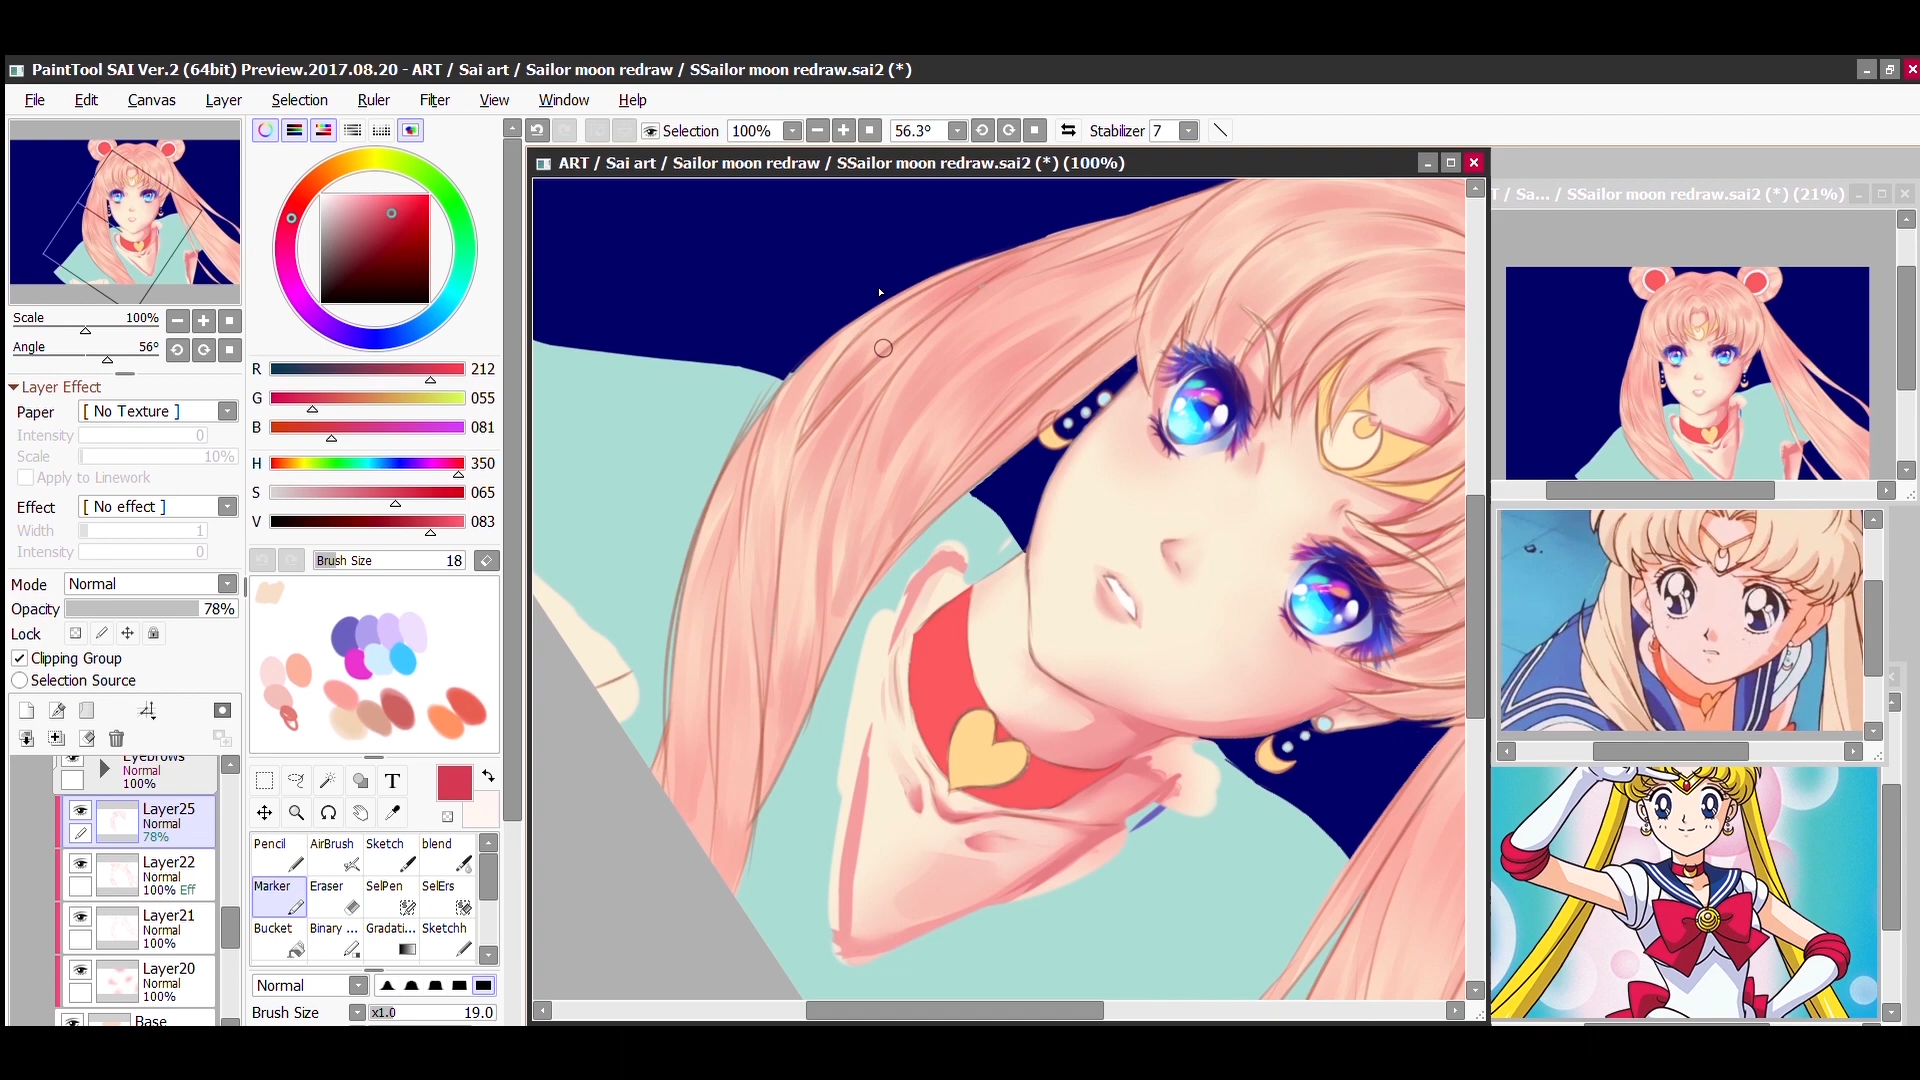 PaintTool SAI Ver.2 (64bit) Preview.2017.08.20 - ART / Sai art / Sailor moon redraw / SSailor moon redraw.sai2 (*)
File Edit Canvas Layer Selection Ruler Filter View Window Help
Selection 100% 56.3º Stabilizer 7
ART / Sai art / Sailor moon redraw / SSailor moon redraw.sai2 (*) (100%)
T / Sa... / SSailor moon redraw.sai2 (*) (21%)
Scale 100%
Angle 56º
Layer Effect
Paper [ No Texture ]
Intensity 0
Scale 10%
Apply to Linework
Effect [ No effect ]
Width 1
Intensity 0
Mode Normal
Opacity 78%
Lock
Clipping Group
Selection Source
Eyebrows
Normal
100%
Layer25
Normal
78%
Layer22
Normal
100% Eff
Layer21
Normal
100%
Layer20
Normal
100%
Base
R 212
G 055
B 081
H 350
S 065
V 083
Brush Size 18
T
Pencil AirBrush Sketch blend
Marker Eraser SelPen SelErs
Bucket Binary ... Gradati... Sketchh
Normal
Brush Size x1.0 19.0